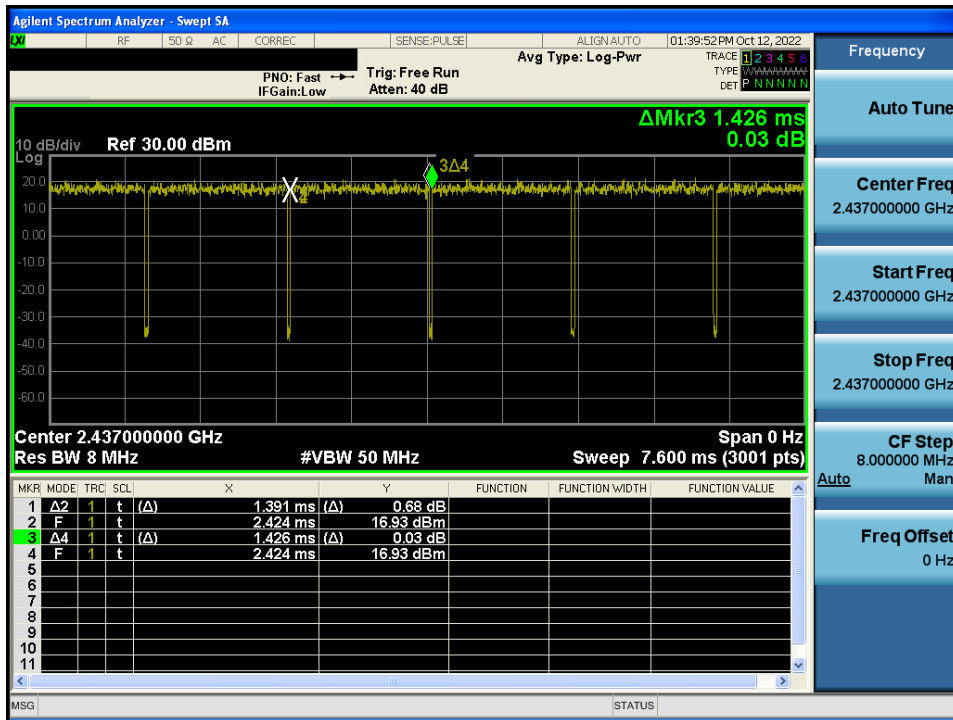 Agilent Spectrum Analyzer - Swept SA
LXI RF 50 Ω AC CORREC SENSE:PULSE ALIGN AUTO 01:39:52 PM Oct 12, 2022
PNO: Fast
IFGain:Low
Trig: Free Run
Atten: 40 dB
Avg Type: Log-Pwr
TRACE 1 2 3 4 5 6
TYPE
DET P N N N N N
ΔMkr3 1.426 ms
0.03 dB
10 dB/div
Log
Ref 30.00 dBm
20.0
10.0
0.00
-10.0
-20.0
-30.0
-40.0
-50.0
-60.0
3Δ4
Center 2.437000000 GHz Span 0 Hz
Res BW 8 MHz #VBW 50 MHz Sweep 7.600 ms (3001 pts)
MKR MODE TRC SCL X Y FUNCTION FUNCTION WIDTH FUNCTION VALUE
1 Δ2 1 t (Δ) 1.391 ms (Δ) 0.68 dB
2 F 1 t 2.424 ms 16.93 dBm
3 Δ4 1 t (Δ) 1.426 ms (Δ) 0.03 dB
4 F 1 t 2.424 ms 16.93 dBm
5
6
7
8
9
10
11
MSG STATUS
Frequency
Auto Tune
Center Freq
2.437000000 GHz
Start Freq
2.437000000 GHz
Stop Freq
2.437000000 GHz
CF Step
8.000000 MHz
Auto Man
Freq Offset
0 Hz